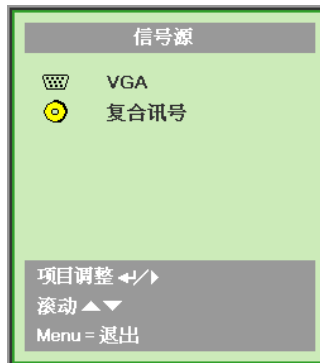 信号源
VGA
复合讯号
项目调整 ↵/▶
滚动 ▲▼
Menu = 退出